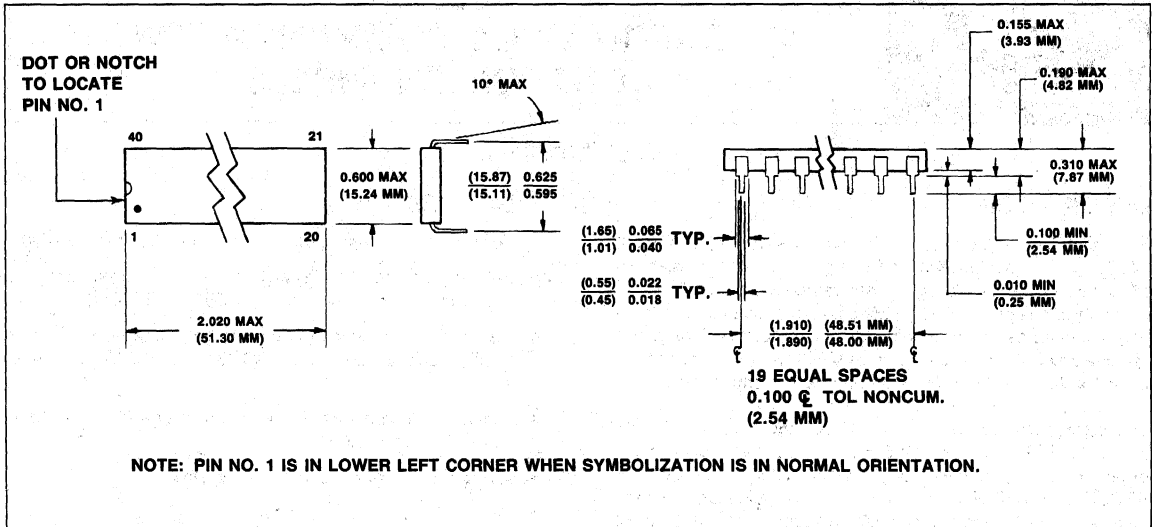 DOT OR NOTCH
TO LOCATE
PIN NO. 1
40
21
1
20
0.600 MAX
(15.24 MM)
2.020 MAX
(51.30 MM)
10° MAX
(15.87) 0.625
(15.11) 0.595
0.155 MAX
(3.93 MM)
0.190 MAX
(4.82 MM)
0.310 MAX
(7.87 MM)
0.100 MIN
(2.54 MM)
0.010 MIN
(0.25 MM)
(1.65) 0.065 TYP.
(1.01) 0.040
(0.55) 0.022 TYP.
(0.45) 0.018
(1.910) (48.51 MM)
(1.890) (48.00 MM)
℄ ℄
19 EQUAL SPACES
0.100 ℄ TOL NONCUM.
(2.54 MM)
NOTE: PIN NO. 1 IS IN LOWER LEFT CORNER WHEN SYMBOLIZATION IS IN NORMAL ORIENTATION.